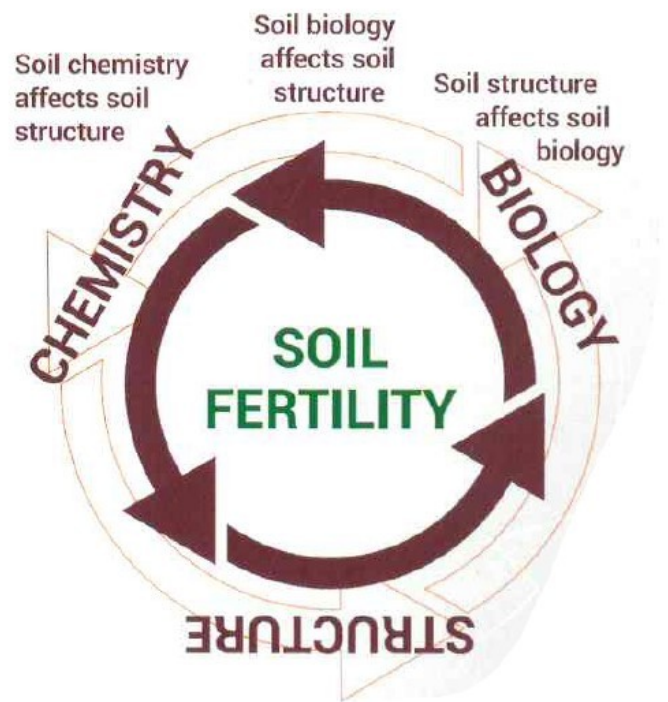 Soil biology
affects soil
structure
Soil chemistry
affects soil
structure
Soil structure
affects soil
biology
CHEMISTRY
BIOLOGY
SOIL
FERTILITY
STRUCTURE